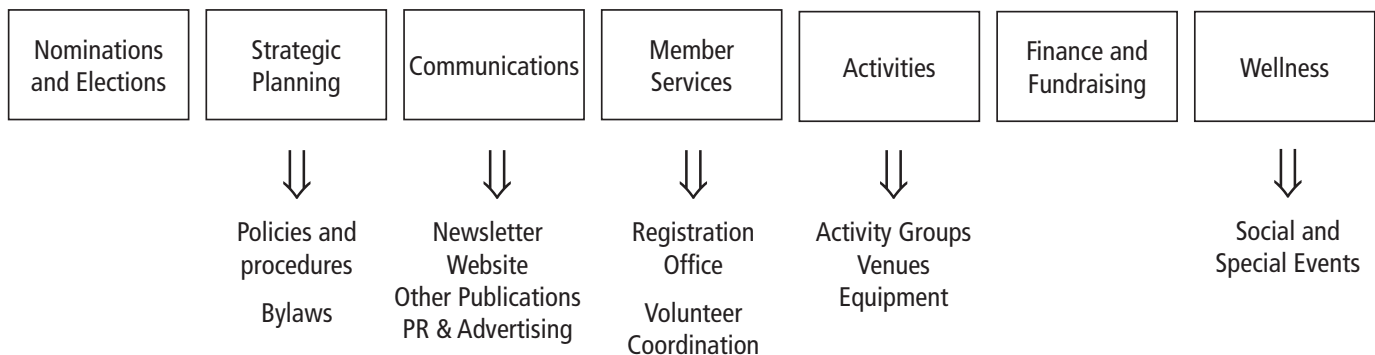 Nominations
and Elections
Strategic
Planning
Communications
Member
Services
Activities
Finance and
Fundraising
Wellness
Policies and
procedures
Bylaws
Newsletter
Website
Other Publications
PR & Advertising
Registration
Office
Volunteer
Coordination
Activity Groups
Venues
Equipment
Social and
Special Events